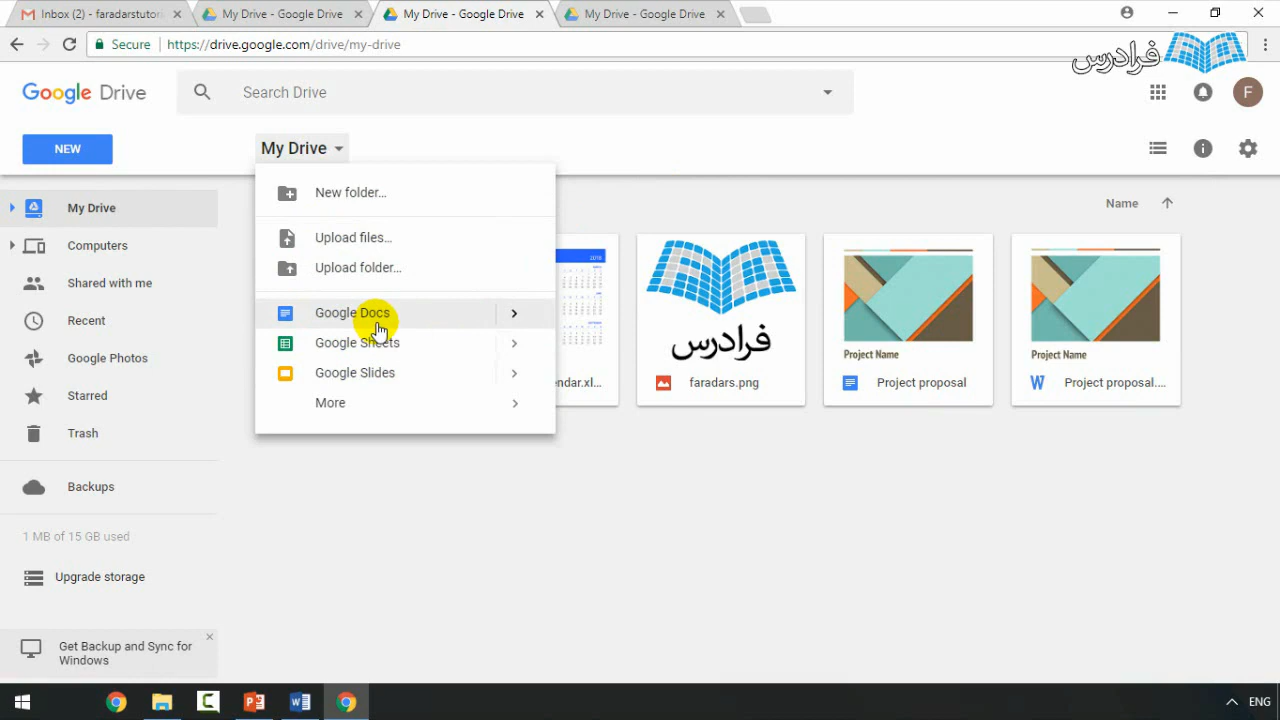 Inbox (2) - faradarstutor
My Drive - Google Drive
My Drive - Google Drive
My Drive - Google Drive
Secure
https://drive.google.com/drive/my-drive
فرادرس
Google Drive
Search Drive
F
NEW
My Drive
New folder...
Upload files...
Upload folder...
Google Docs
Google Sheets
Google Slides
More
My Drive
Computers
Shared with me
Recent
Google Photos
Starred
Trash
Backups
1 MB of 15 GB used
Upgrade storage
Get Backup and Sync for
Windows
Name
2018
ndar.xl...
فرادرس
faradars.png
Project Name
Project proposal
Project Name
Project proposal....
ENG